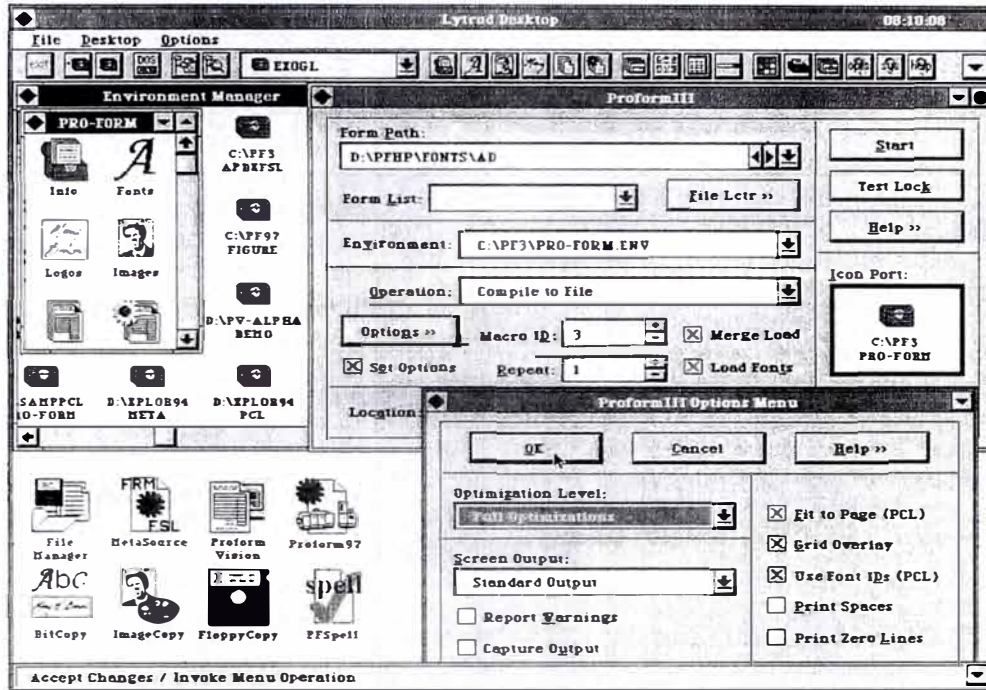 Lytrod Desktop 08:10:08
File Desktop Options
EXIT DOS EXOGL
Environment Manager
PRO-FORM
Info Fonts
Logos Images
C:\PF3
C:\PF97
FIGURE
D:\PV-ALPHA
DEMO
SAMPPCL
O-FORM
D:\XPLOR94
META
D:\XPLOR94
PCL
ProformIII
Form Path:
D:\PFHP\FONTS\AD
Form List: File Lctr »
Environment: C:\PF3\PRO-FORM.ENV
Operation: Compile to File
Options » Macro ID: 3 Merge Load
Set Options Repeat: 1 Load Fonts
Location:
Start
Test Lock
Help »
Icon Port:
C:\PF3
PRO-FORM
ProformIII Options Menu
OK Cancel Help »
Optimization Level:
Full Optimizations
Screen Output:
Standard Output
Report Warnings
Capture Output
Fit to Page (PCL)
Grid Overlay
Use Font IDs (PCL)
Print Spaces
Print Zero Lines
File
Manager
FRM
FSL
MetaSource
Proform
Vision
Proform97
Abc
BitCopy
ImageCopy
FloppyCopy
spell
PFSpell
Accept Changes / Invoke Menu Operation